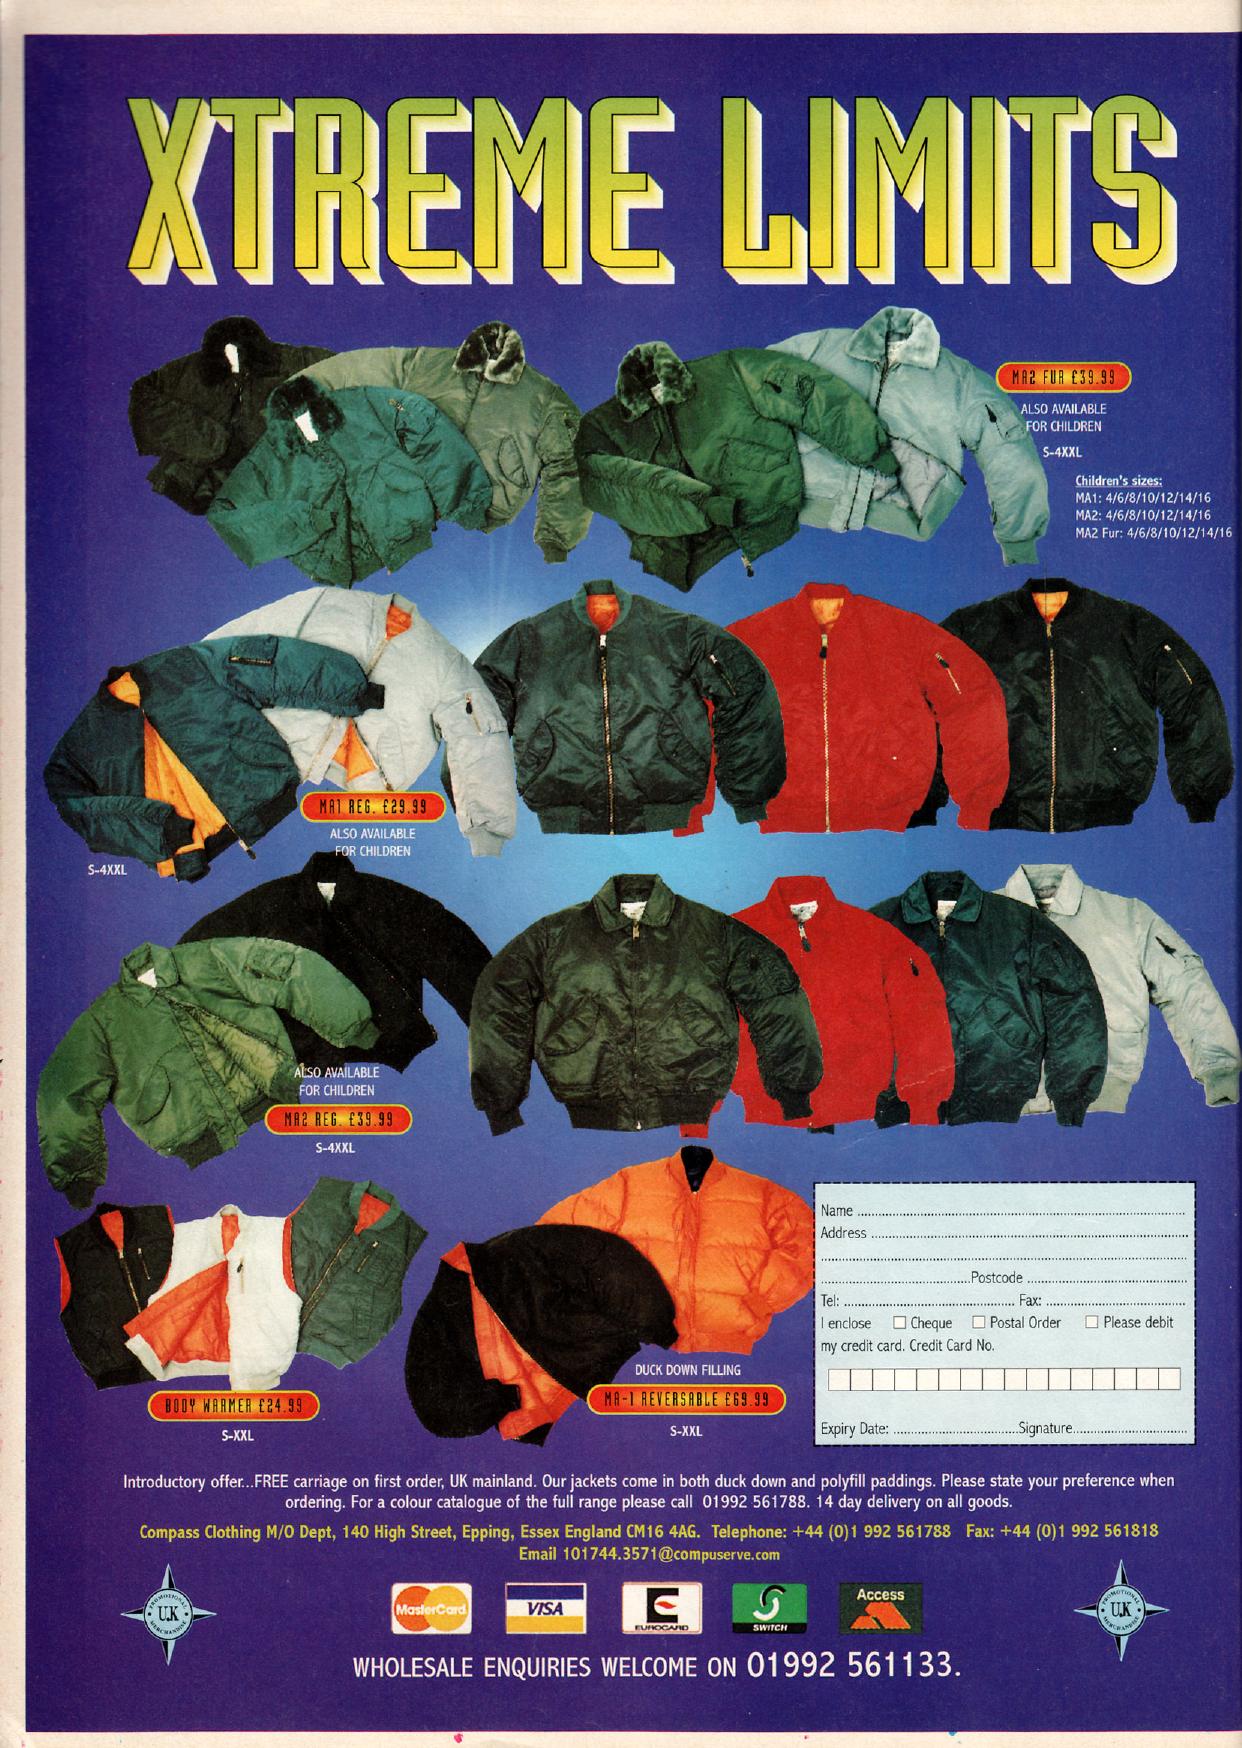 XTREME LIMITS
MA2 FUR £39.99
ALSO AVAILABLE
FOR CHILDREN
S-4XXL
Children's sizes:
MA1: 4/6/8/10/12/14/16
MA2: 4/6/8/10/12/14/16
MA2 Fur: 4/6/8/10/12/14/16
MA1 REG. £29.99
ALSO AVAILABLE
FOR CHILDREN
S-4XXL
ALSO AVAILABLE
FOR CHILDREN
MA2 REG. £39.99
S-4XXL
BODY WARMER £24.99
S-XXL
DUCK DOWN FILLING
MA-1 REVERSABLE £69.99
S-XXL
Name
Address
Postcode
Tel: Fax:
I enclose Cheque Postal Order Please debit
my credit card. Credit Card No.
Expiry Date: Signature
Introductory offer...FREE carriage on first order, UK mainland. Our jackets come in both duck down and polyfill paddings. Please state your preference when
ordering. For a colour catalogue of the full range please call 01992 561788. 14 day delivery on all goods.
Compass Clothing M/O Dept, 140 High Street, Epping, Essex England CM16 4AG. Telephone: +44 (0)1 992 561788 Fax: +44 (0)1 992 561818
Email 101744.3571@compuserve.com
PROMOTIONAL
U.K
MERCHANDISE
MasterCard
VISA
EUROCARD
SWITCH
Access
PROMOTIONAL
U.K
MERCHANDISE
WHOLESALE ENQUIRIES WELCOME ON 01992 561133.